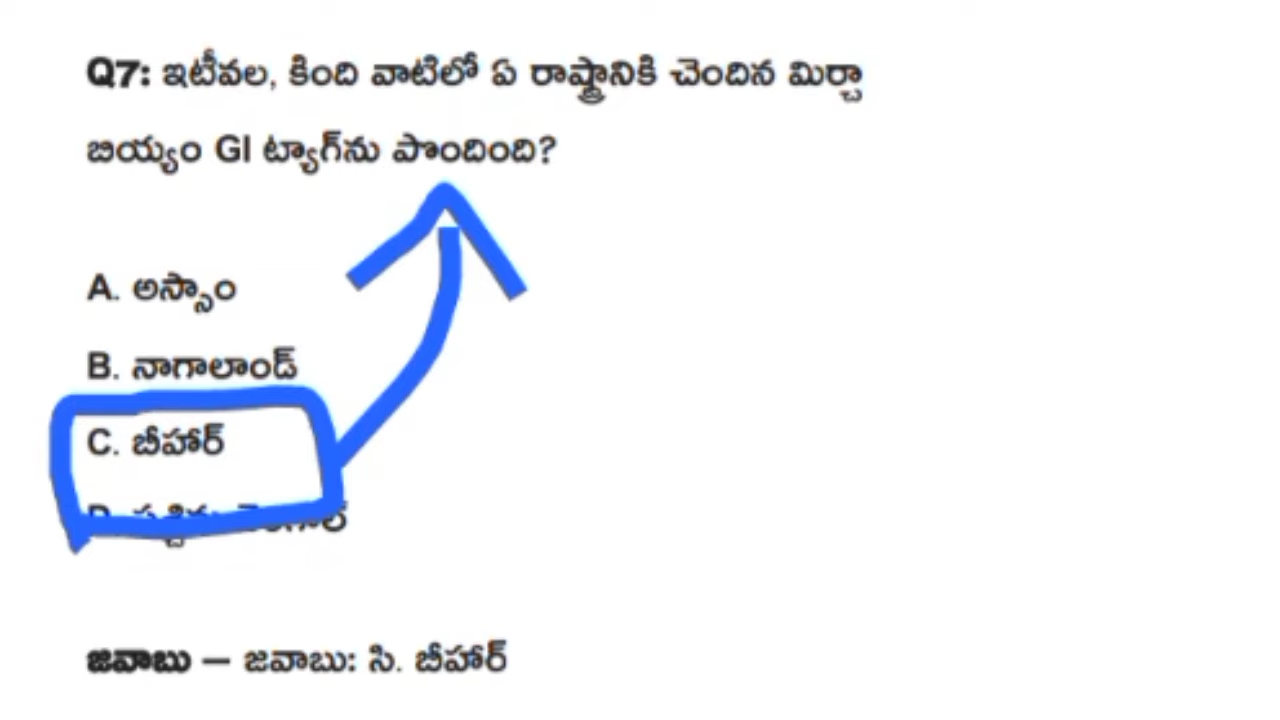 Q7: ఇటీవల, కింది వాటిలో ఏ రాష్ట్రానికి చెందిన మిర్చా
బియ్యం GI ట్యాగ్‌ను పొందింది?
A. అస్సాం
B. నాగాలాండ్
C. బీహార్
D.
జవాబు – జవాబు: సి. బీహార్